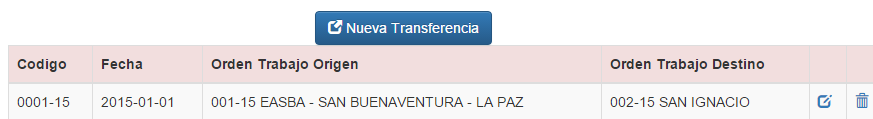 Nueva Transferencia
Codigo Fecha Orden Trabajo Origen Orden Trabajo Destino
0001-15 2015-01-01 001-15 EASBA - SAN BUENAVENTURA - LA PAZ 002-15 SAN IGNACIO